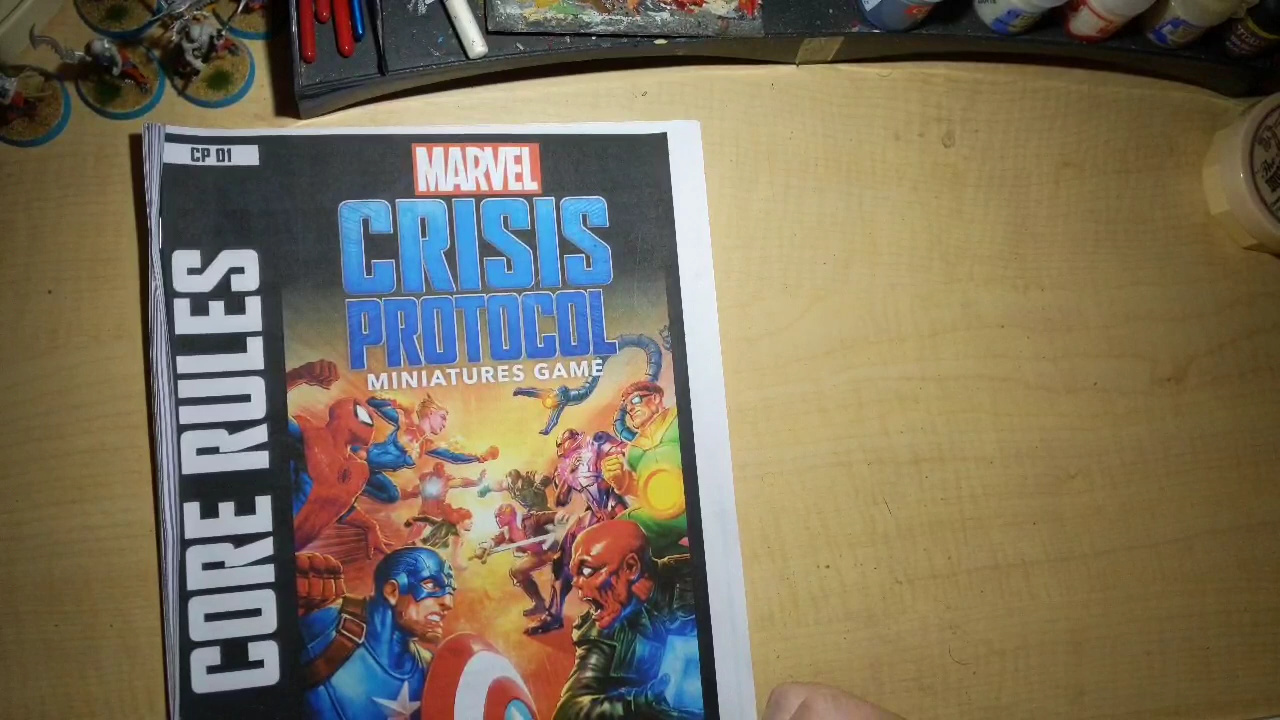 CP 01
MARVEL
CRISIS
PROTOCOL
MINIATURES GAME
CORE RULES